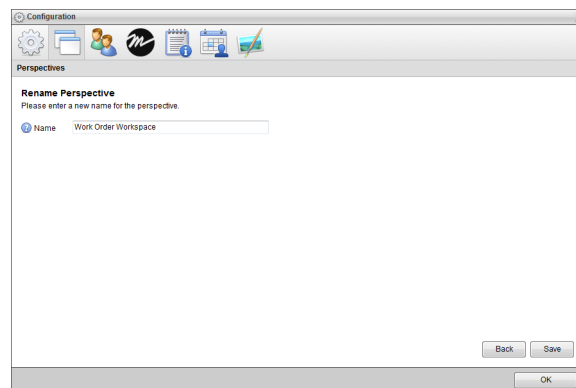 Configuration
Perspectives
Rename Perspective
Please enter a new name for the perspective.
Name Work Order Workspace
Back Save
OK